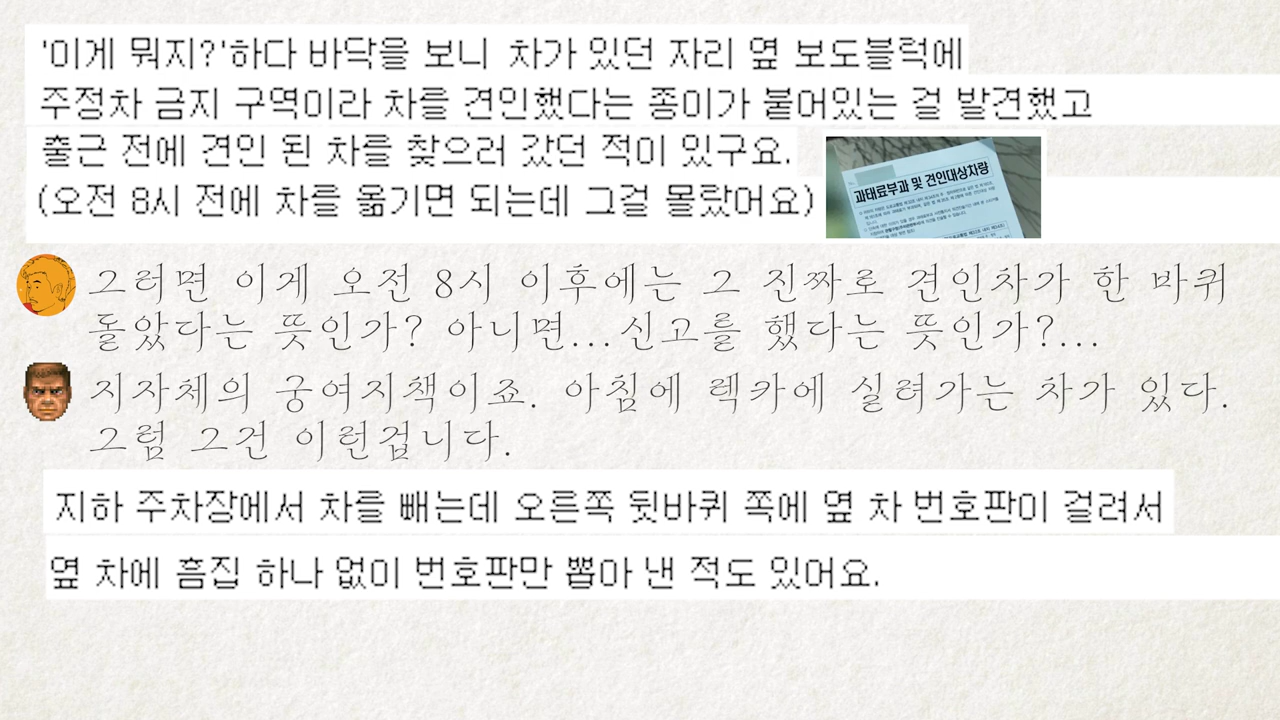 '이게 뭐지?'하다 바닥을 보니 차가 있던 자리 옆 보도블럭에
주정차 금지 구역이라 차를 견인했다는 종이가 붙어있는 걸 발견했고
출근 전에 견인 된 차를 찾으러 갔던 적이 있구요.
(오전 8시 전에 차를 옮기면 되는데 그걸 몰랐어요)
과태료부과 및 견인대상차량
그러면 이게 오전 8시 이후에는 그 진짜로 견인차가 한 바퀴
돌았다는 뜻인가? 아니면...신고를 했다는 뜻인가?...
지자체의 궁여지책이죠. 아침에 렉카에 실려가는 차가 있다.
그럼 그건 이런겁니다.
지하 주차장에서 차를 빼는데 오른쪽 뒷바퀴 쪽에 옆 차 번호판이 걸려서
옆 차에 흠집 하나 없이 번호판만 뽑아 낸 적도 있어요.